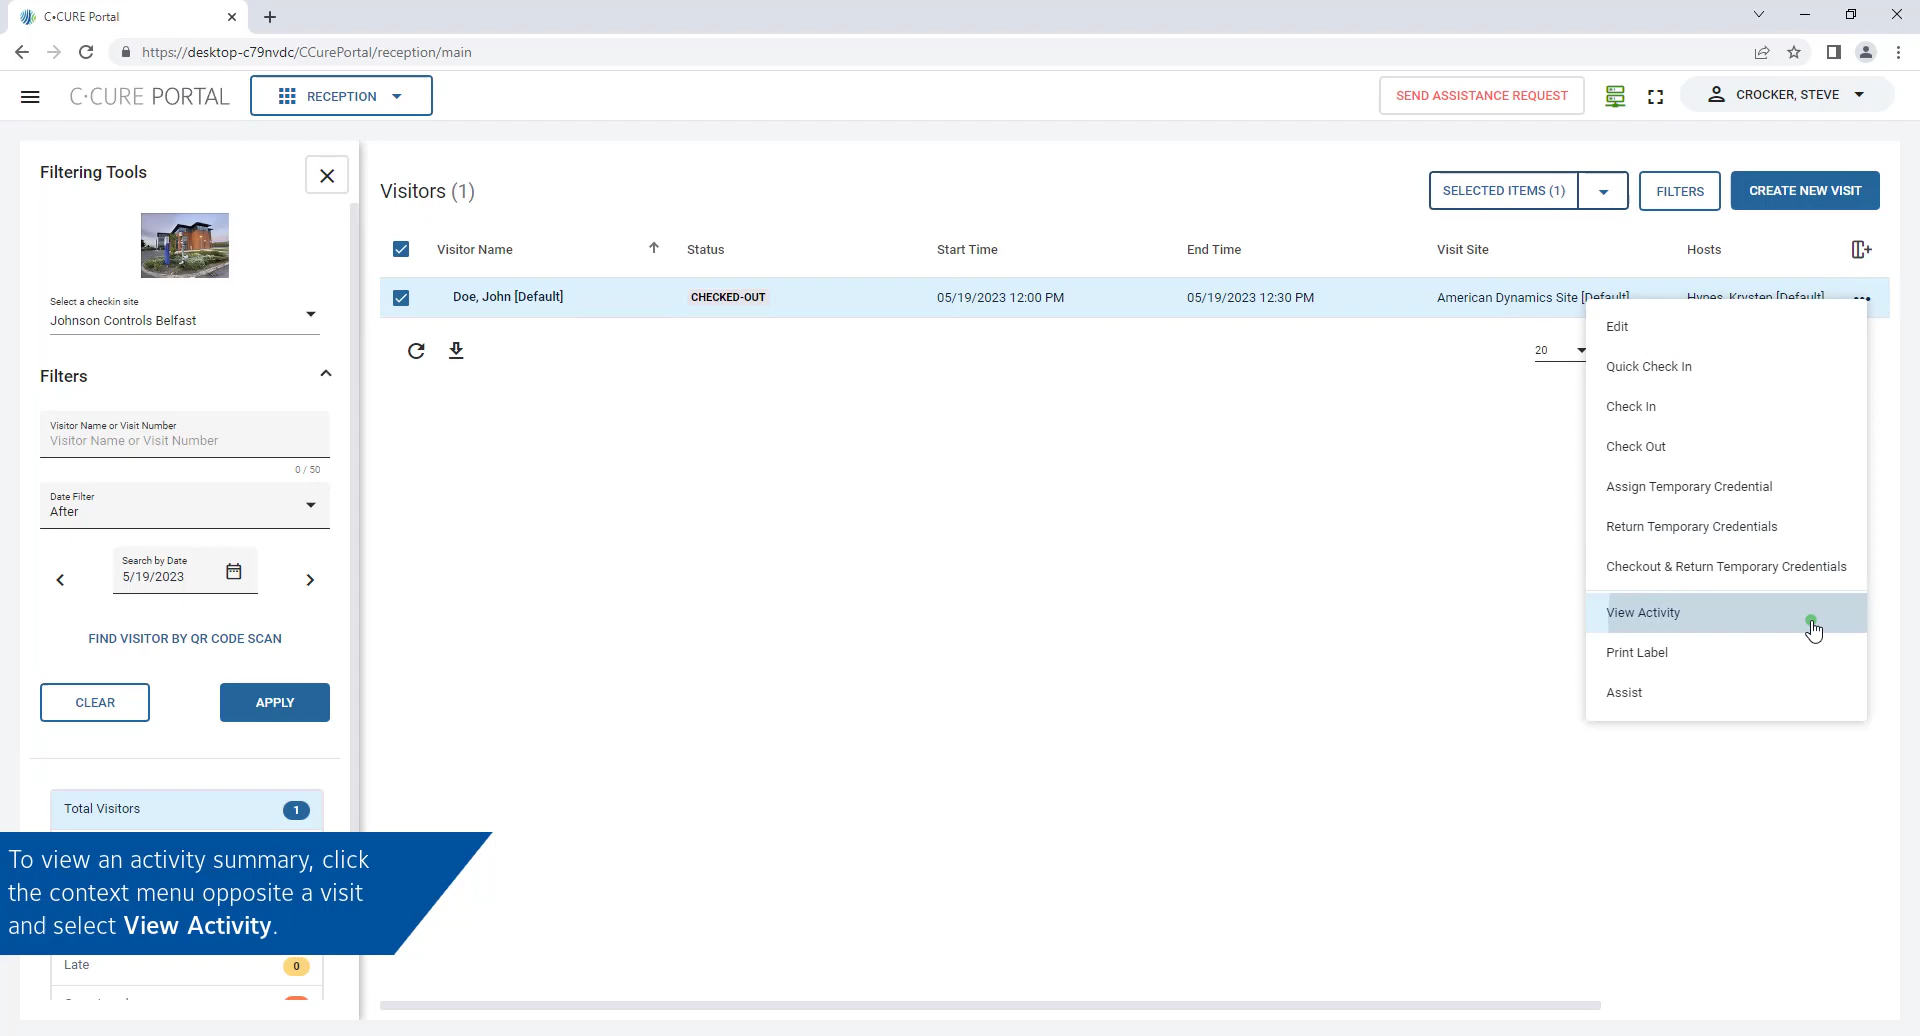 C•CURE Portal
https://desktop-c79nvdc/CCurePortal/reception/main
C•CURE PORTAL
RECEPTION
SEND ASSISTANCE REQUEST
CROCKER, STEVE
Filtering Tools
Select a checkin site
Johnson Controls Belfast
Filters
Visitor Name or Visit Number
Visitor Name or Visit Number
0 / 50
Date Filter
After
Search by Date
5/19/2023
FIND VISITOR BY QR CODE SCAN
CLEAR
APPLY
Total Visitors
1
Late
0
Visitors (1)
SELECTED ITEMS (1)
FILTERS
CREATE NEW VISIT
Visitor Name
Status
Start Time
End Time
Visit Site
Hosts
Doe, John [Default]
CHECKED-OUT
05/19/2023 12:00 PM
05/19/2023 12:30 PM
American Dynamics Site [Default]
Hynes, Krysten [Default]
20
Edit
Quick Check In
Check In
Check Out
Assign Temporary Credential
Return Temporary Credentials
Checkout & Return Temporary Credentials
View Activity
Print Label
Assist
To view an activity summary, click
the context menu opposite a visit
and select View Activity.